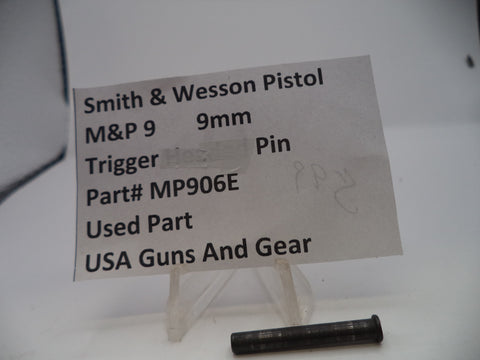 Smith & Wesson Pistol
M&P 9 9mm
Trigger Pin
Part# MP906E
Used Part
USA Guns And Gear